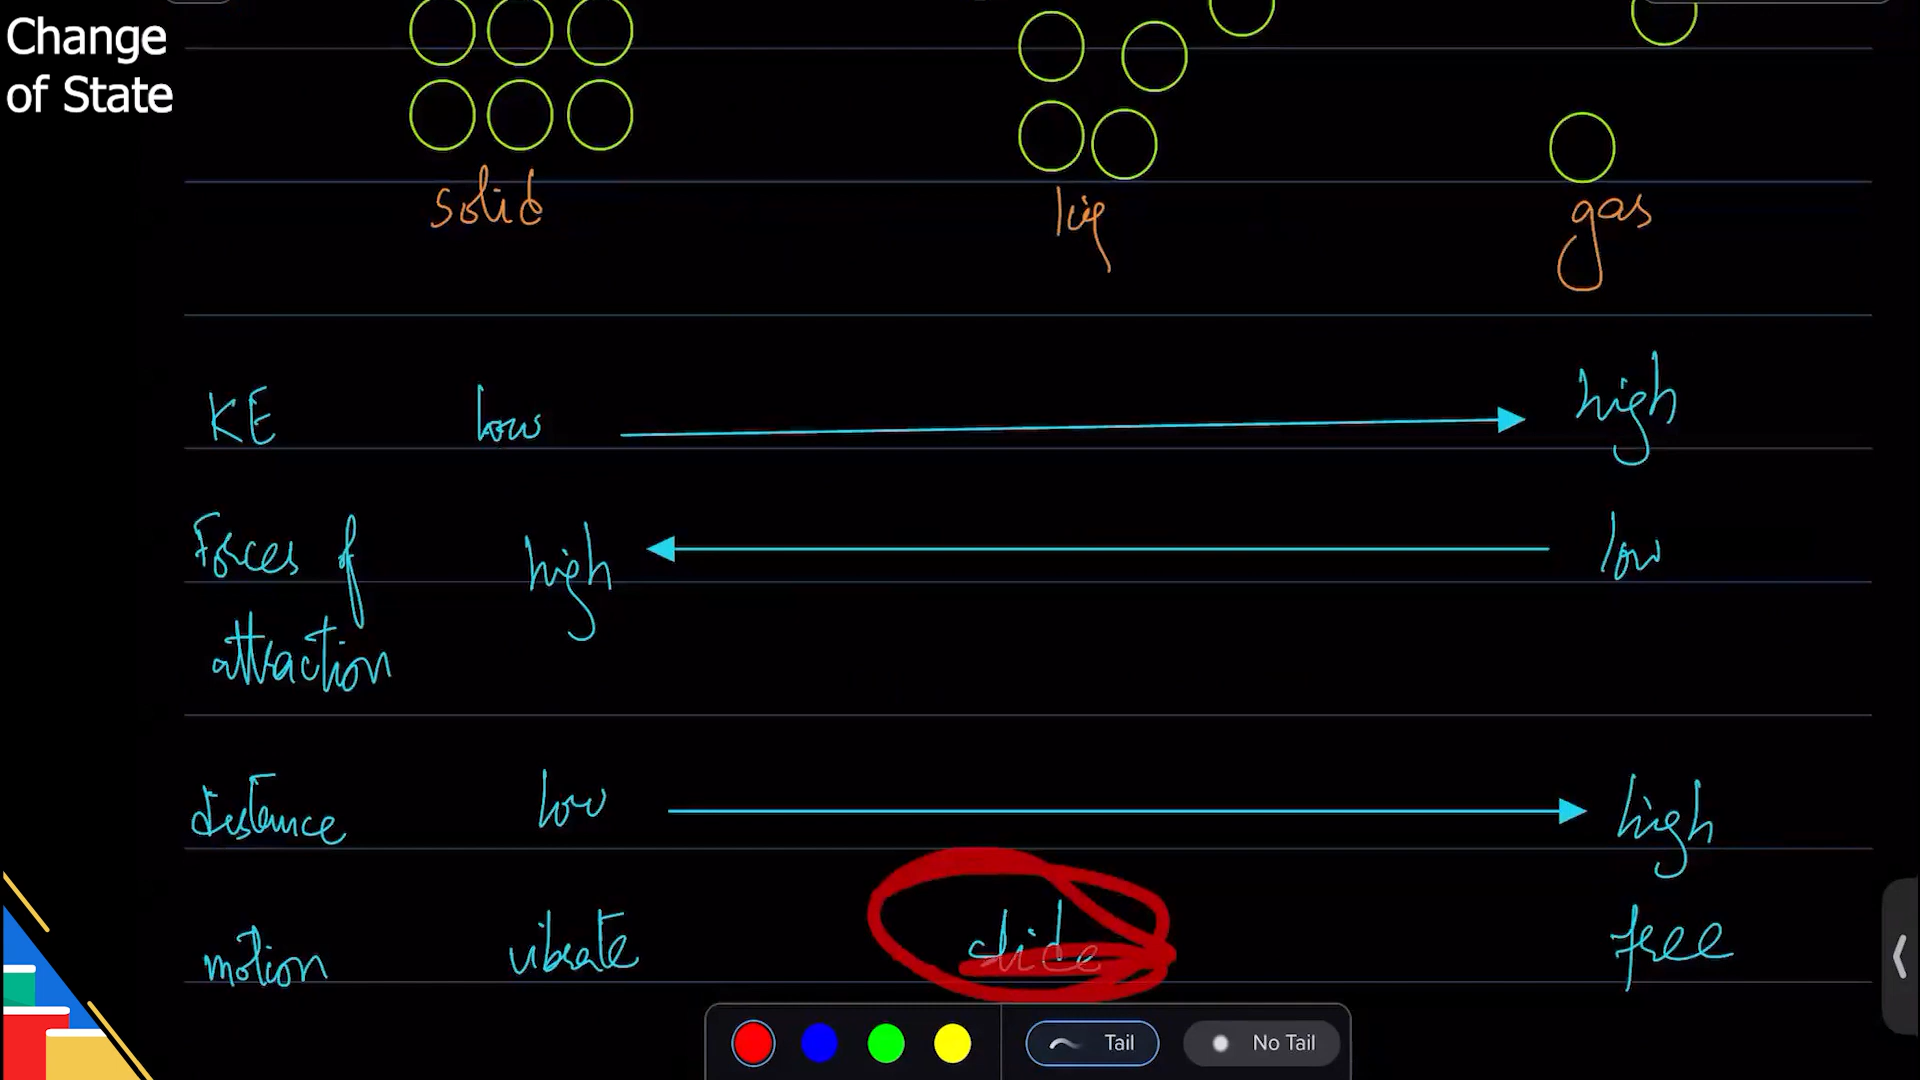 Change
of State
solid liq gas
KE low high
Forces of high low
attraction
distance low high
motion vibrate slide free
Tail No Tail